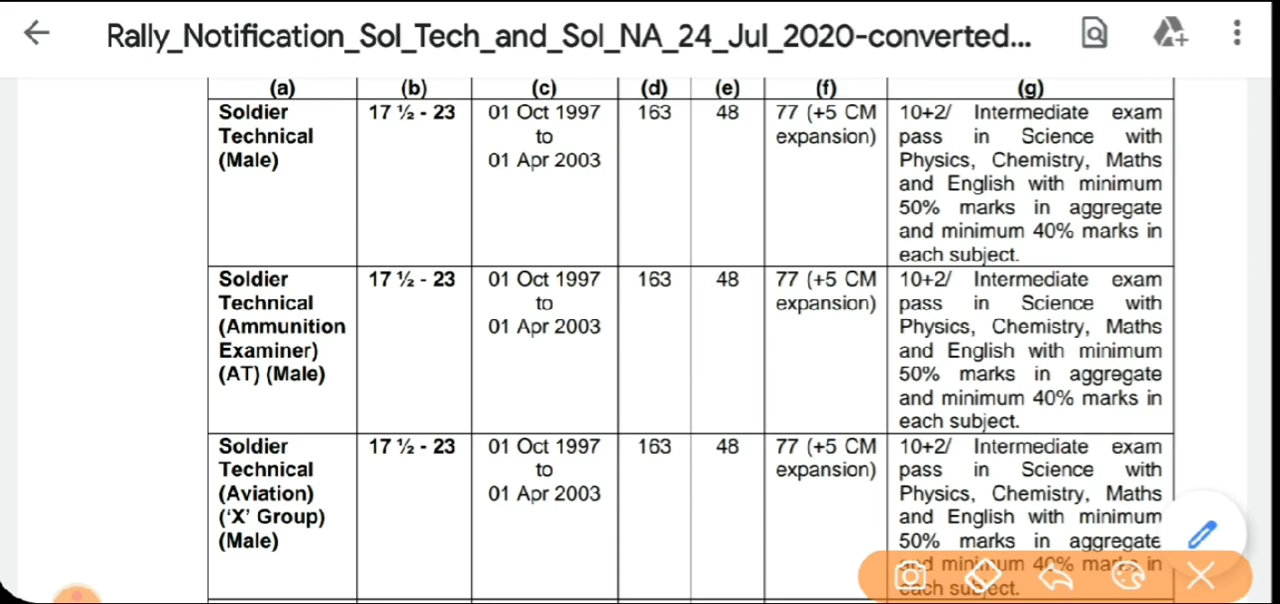 Rally_Notification_Sol_Tech_and_Sol_NA_24_Jul_2020-converted...
(a) (b) (c) (d) (e) (f) (g)
Soldier 17 ½ - 23 01 Oct 1997 163 48 77 (+5 CM 10+2/ Intermediate exam
Technical to expansion) pass in Science with
(Male) 01 Apr 2003 Physics, Chemistry, Maths
and English with minimum
50% marks in aggregate
and minimum 40% marks in
each subject.
Soldier 17 ½ - 23 01 Oct 1997 163 48 77 (+5 CM 10+2/ Intermediate exam
Technical to expansion) pass in Science with
(Ammunition 01 Apr 2003 Physics, Chemistry, Maths
Examiner) and English with minimum
(AT) (Male) 50% marks in aggregate
and minimum 40% marks in
each subject.
Soldier 17 ½ - 23 01 Oct 1997 163 48 77 (+5 CM 10+2/ Intermediate exam
Technical to expansion) pass in Science with
(Aviation) 01 Apr 2003 Physics, Chemistry, Maths
('X' Group) and English with minimum
(Male) 50% marks in aggregate
and minimum 40% marks in
each subject.